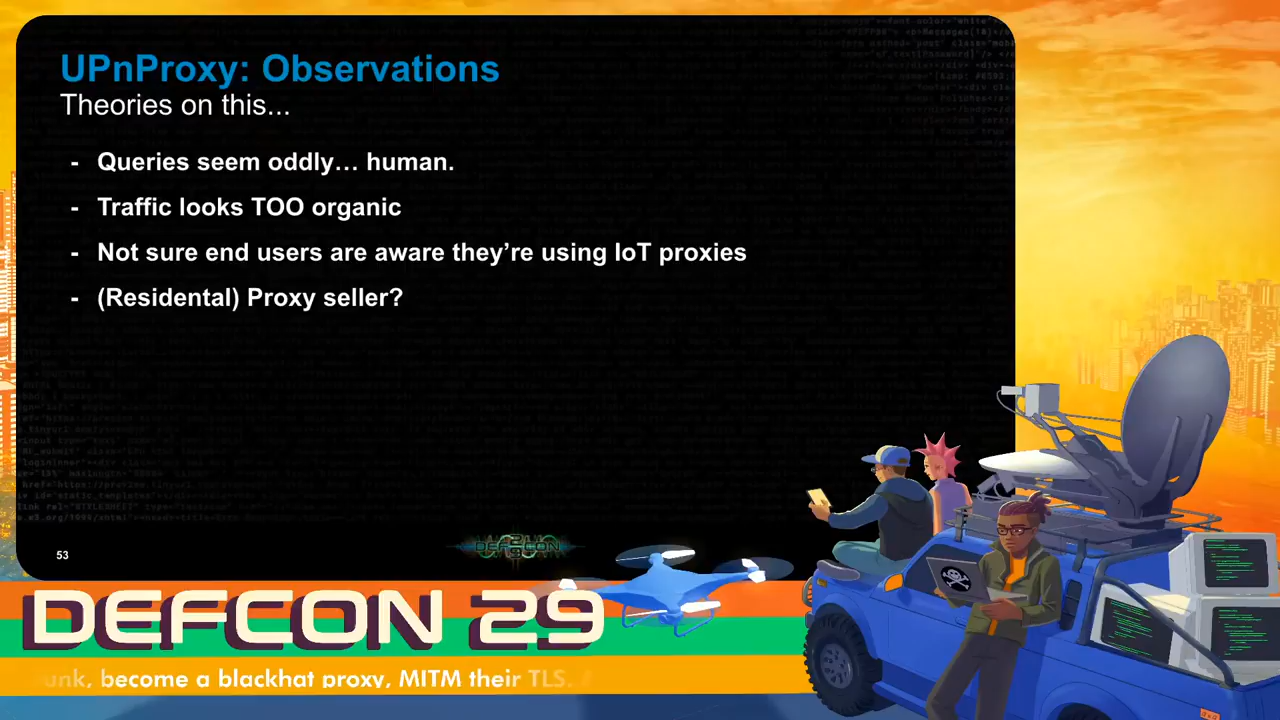 UPnProxy: Observations
Theories on this...
- Queries seem oddly… human.
- Traffic looks TOO organic
- Not sure end users are aware they’re using IoT proxies
- (Residental) Proxy seller?
53
DEFCON
DEFCON 29
unk, become a blackhat proxy, MITM their TLS.